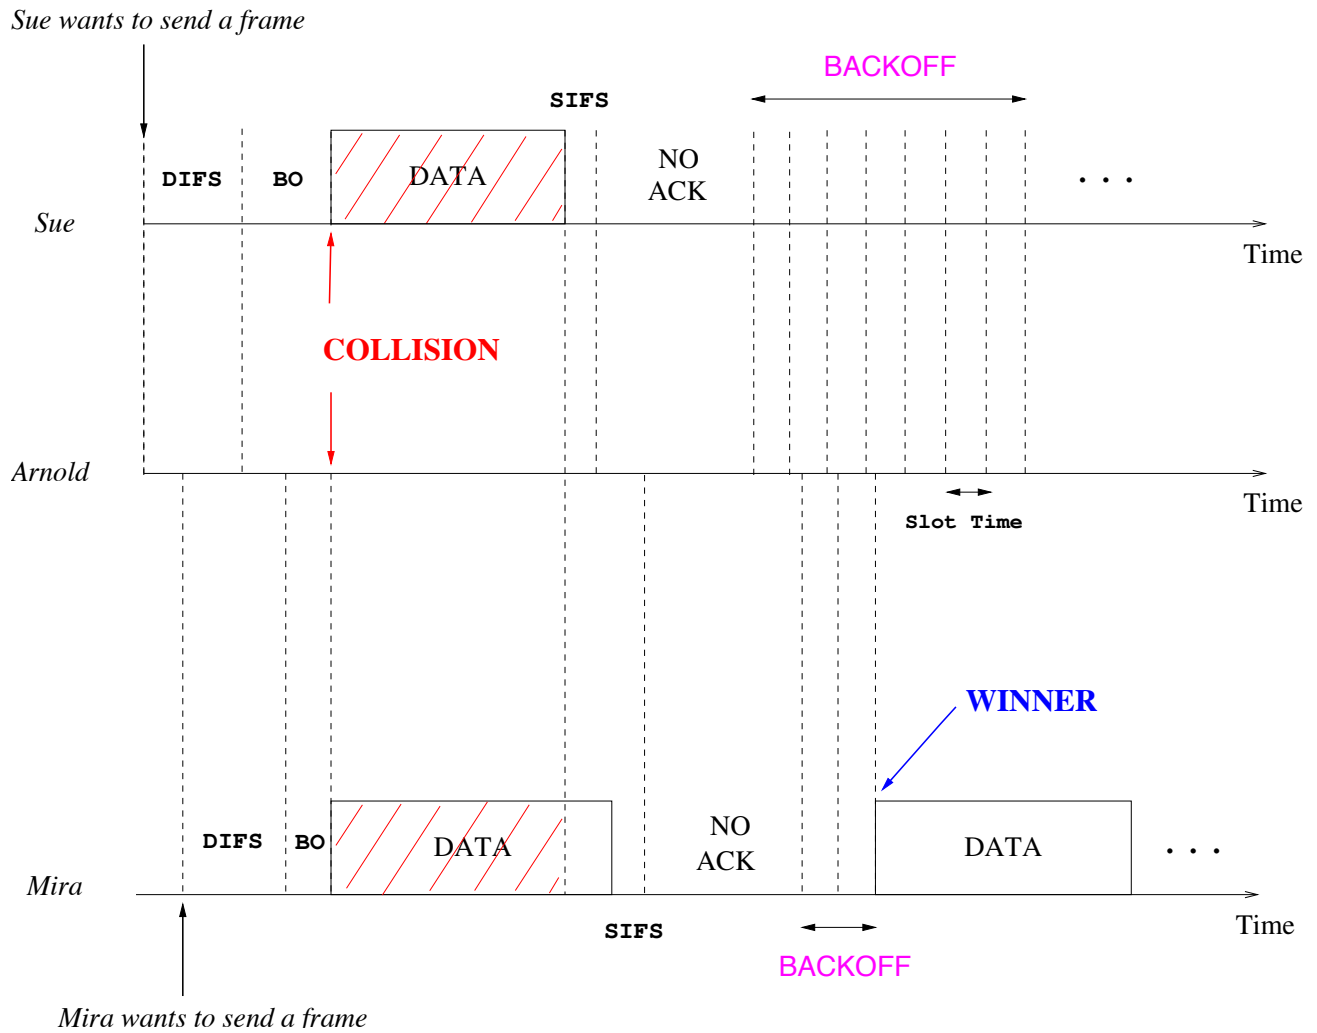 Sue wants to send a frame
BACKOFF
SIFS
DIFS
BO
DATA
NO
ACK
. . .
Sue
Time
COLLISION
Arnold
Time
Slot Time
WINNER
DIFS
BO
DATA
NO
ACK
DATA
. . .
Mira
SIFS
Time
BACKOFF
Mira wants to send a frame